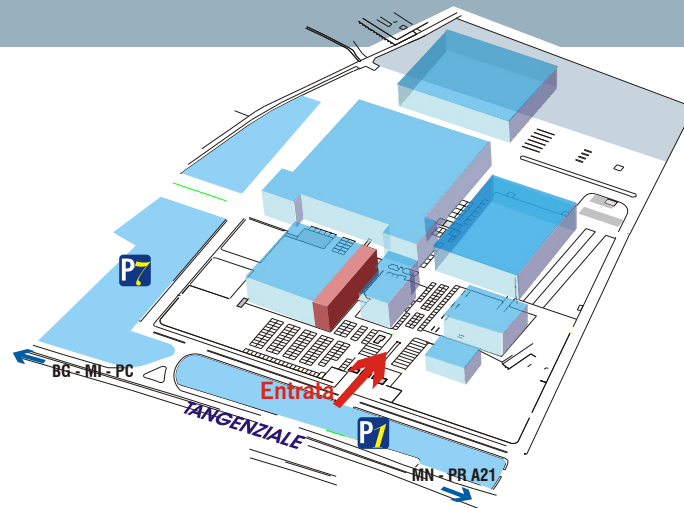 P7
BG - MI - PC
Entrata
TANGENZIALE
P1
MN - PR A21